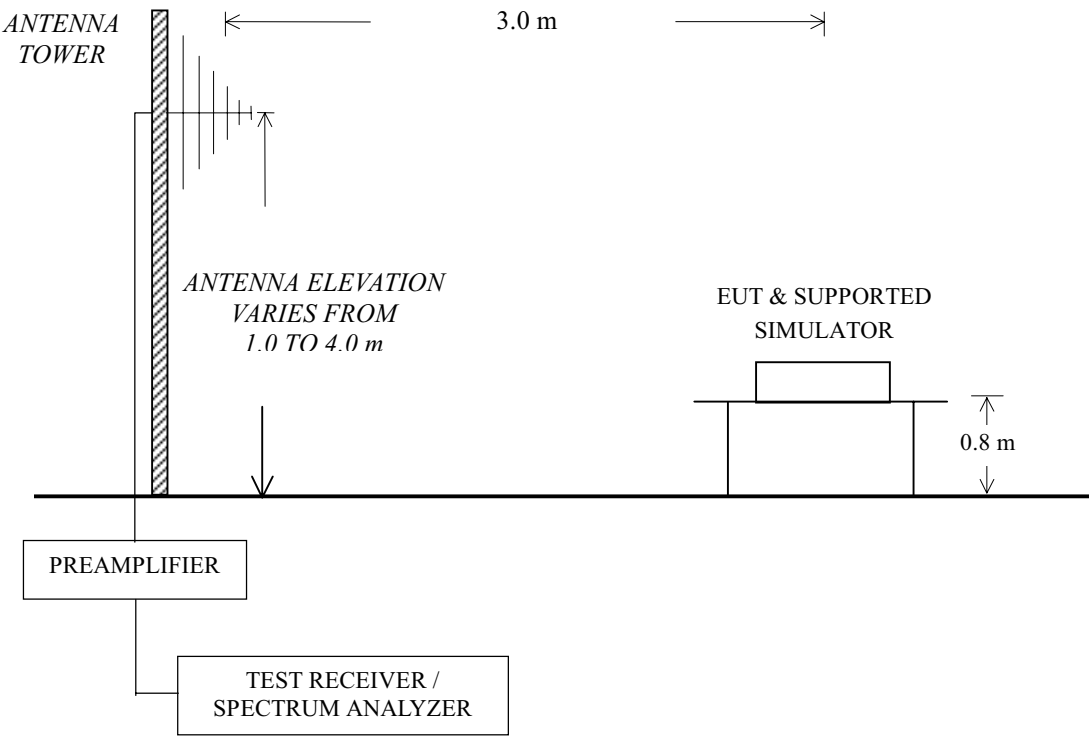 ANTENNA
TOWER
3.0 m
ANTENNA ELEVATION
VARIES FROM
1.0 TO 4.0 m
EUT & SUPPORTED
SIMULATOR
0.8 m
PREAMPLIFIER
TEST RECEIVER /
SPECTRUM ANALYZER